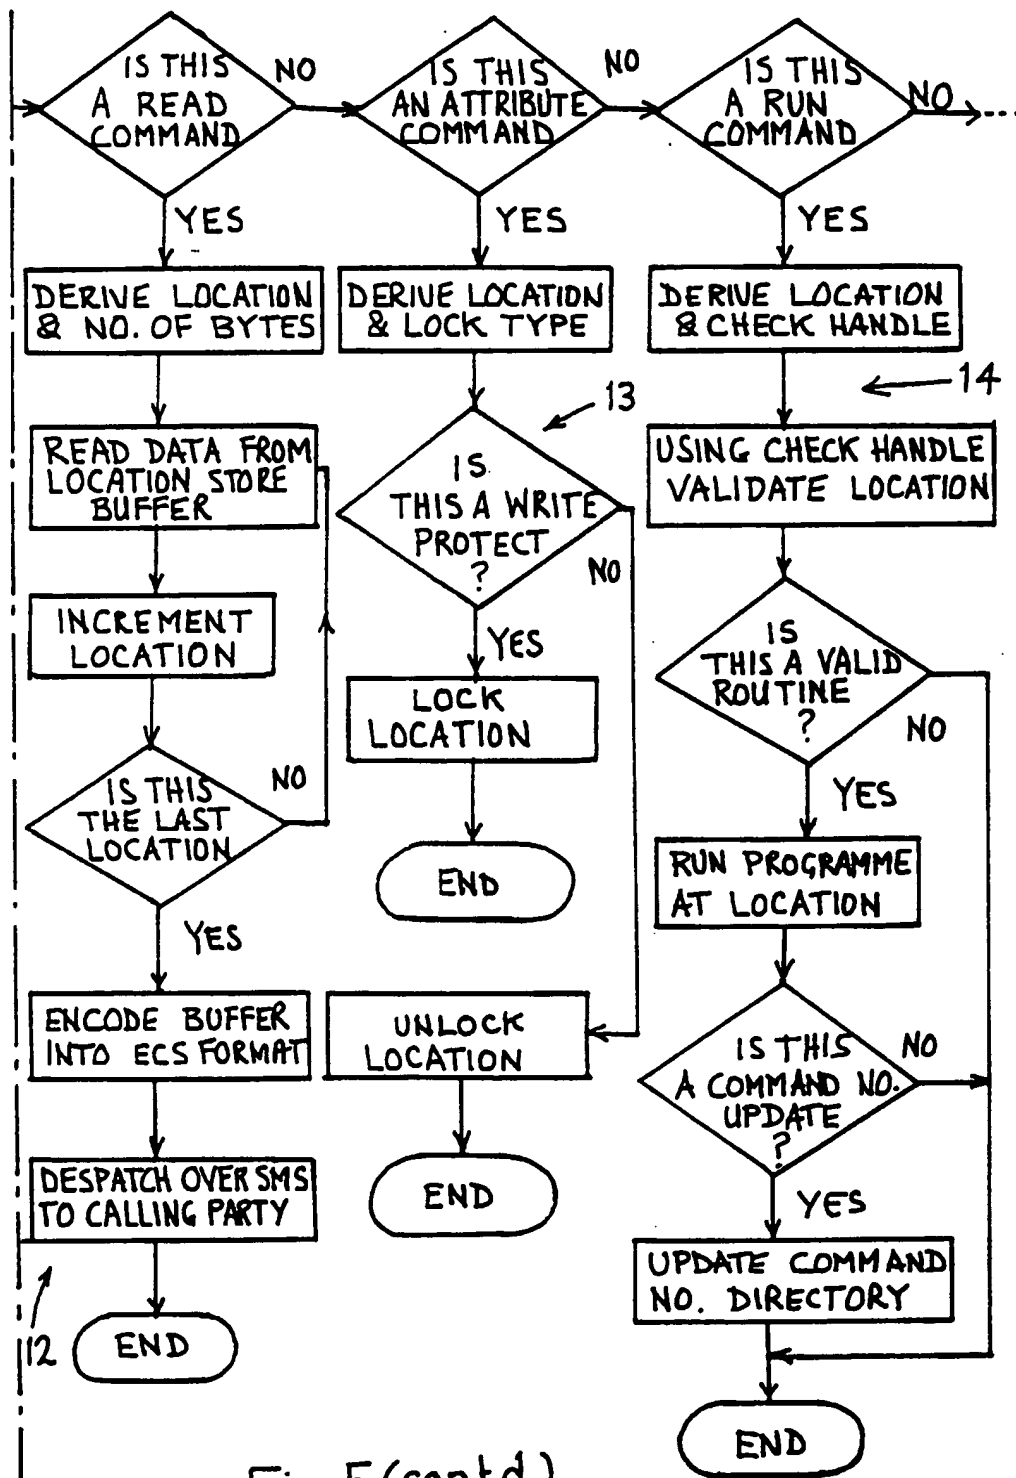 IS THIS
A READ
COMMAND
NO
YES
DERIVE LOCATION
& NO. OF BYTES
READ DATA FROM
LOCATION STORE
BUFFER
INCREMENT
LOCATION
IS THIS
THE LAST
LOCATION
NO
YES
ENCODE BUFFER
INTO ECS FORMAT
DESPATCH OVER SMS
TO CALLING PARTY
12
END
IS THIS
AN ATTRIBUTE
COMMAND
NO
YES
DERIVE LOCATION
& LOCK TYPE
13
IS
THIS A WRITE
PROTECT
?
NO
YES
LOCK
LOCATION
END
UNLOCK
LOCATION
END
IS THIS
A RUN
COMMAND
NO
YES
DERIVE LOCATION
& CHECK HANDLE
14
USING CHECK HANDLE
VALIDATE LOCATION
IS
THIS A VALID
ROUTINE
?
NO
YES
RUN PROGRAMME
AT LOCATION
IS THIS
A COMMAND NO.
UPDATE
?
NO
YES
UPDATE COMMAND
NO. DIRECTORY
END
Fig. 5 (contd.)